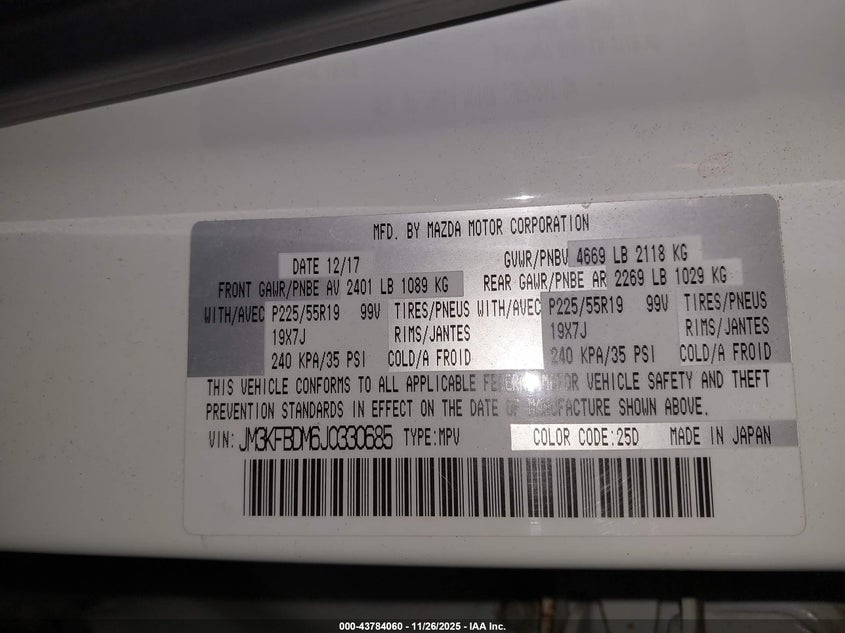 MFD. BY MAZDA MOTOR CORPORATION
DATE 12/17 GVWR/PNBV 4669 LB 2118 KG
FRONT GAWR/PNBE AV 2401 LB 1089 KG REAR GAWR/PNBE AR 2269 LB 1029 KG
WITH/AVEC P225/55R19 99V TIRES/PNEUS WITH/AVEC P225/55R19 99V TIRES/PNEUS
19X7J RIMS/JANTES 19X7J RIMS/JANTES
240 KPA/35 PSI COLD/A FROID 240 KPA/35 PSI COLD/A FROID
THIS VEHICLE CONFORMS TO ALL APPLICABLE FEDERAL MOTOR VEHICLE SAFETY AND THEFT
PREVENTION STANDARDS IN EFFECT ON THE DATE OF MANUFACTURE SHOWN ABOVE.
VIN: JM3KFBDM6J0330685 TYPE:MPV COLOR CODE:25D MADE IN JAPAN
000-43784060 - 11/26/2025 - IAA Inc.